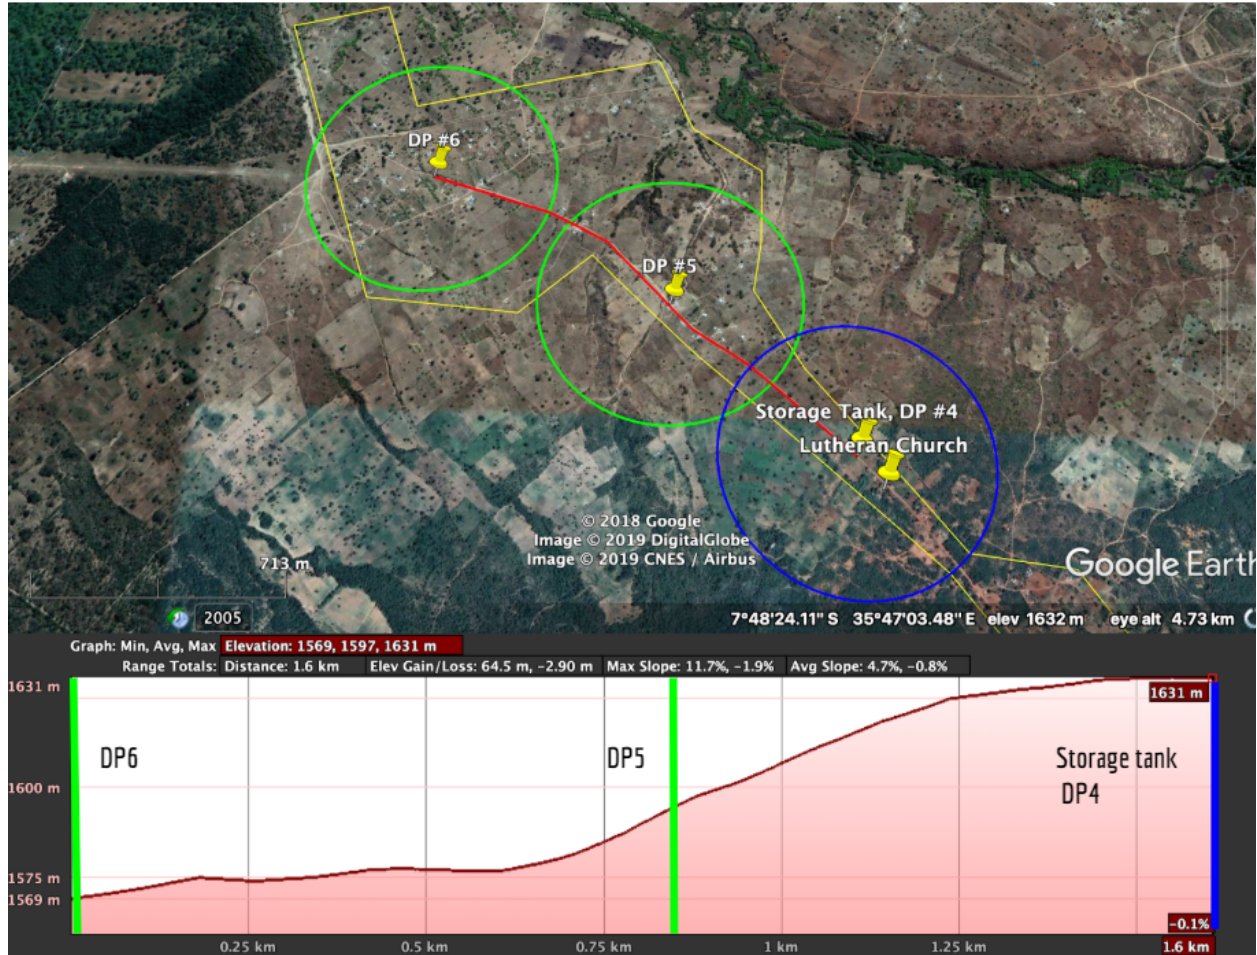 DP #6
DP #5
Storage Tank, DP #4
Lutheran Church
© 2018 Google
Image © 2019 DigitalGlobe
Image © 2019 CNES / Airbus
713 m
Google Earth
2005
7°48'24.11" S 35°47'03.48" E elev 1632 m eye alt 4.73 km
Graph: Min, Avg, Max Elevation: 1569, 1597, 1631 m
Range Totals: Distance: 1.6 km Elev Gain/Loss: 64.5 m, -2.90 m Max Slope: 11.7%, -1.9% Avg Slope: 4.7%, -0.8%
1631 m
1631 m
DP6
DP5
Storage tank
DP4
1600 m
1575 m
1569 m
-0.1%
0.25 km 0.5 km 0.75 km 1 km 1.25 km 1.6 km